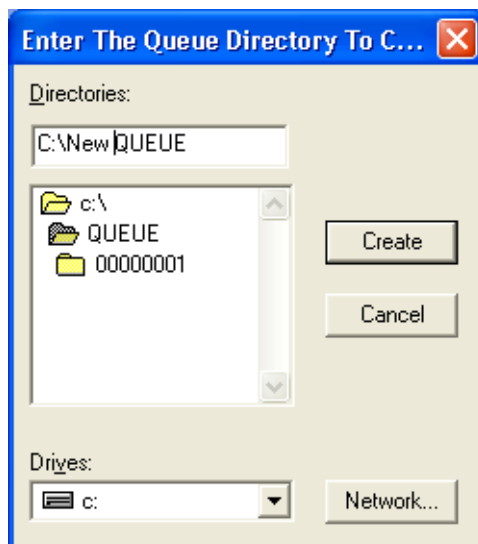 Enter The Queue Directory To C...
Directories:
C:\New QUEUE
c:\
QUEUE
00000001
Create
Cancel
Drives:
c:
Network...